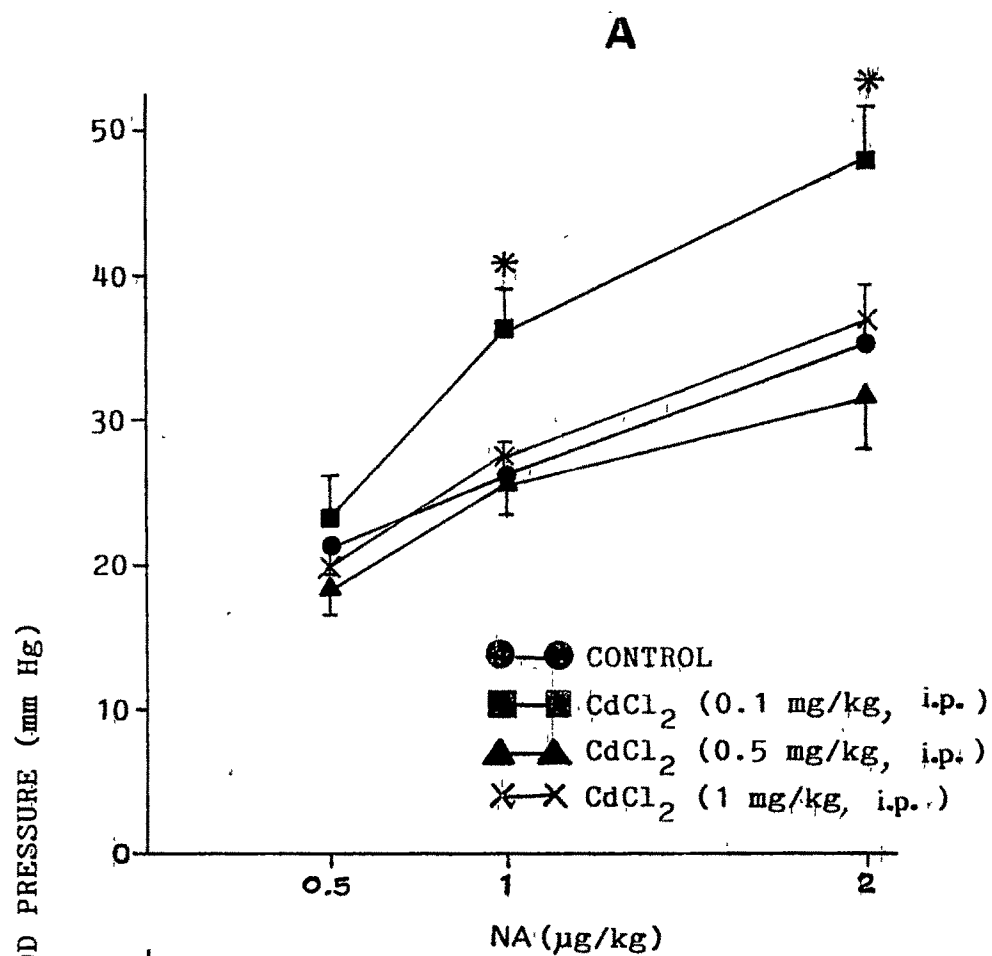 A
50
40
30
20
10
0
0.5 1 2
NA (µg/kg)
PRESSURE (mm Hg)
CONTROL
CdCl2 (0.1 mg/kg, i.p.)
CdCl2 (0.5 mg/kg, i.p.)
CdCl2 (1 mg/kg, i.p.)